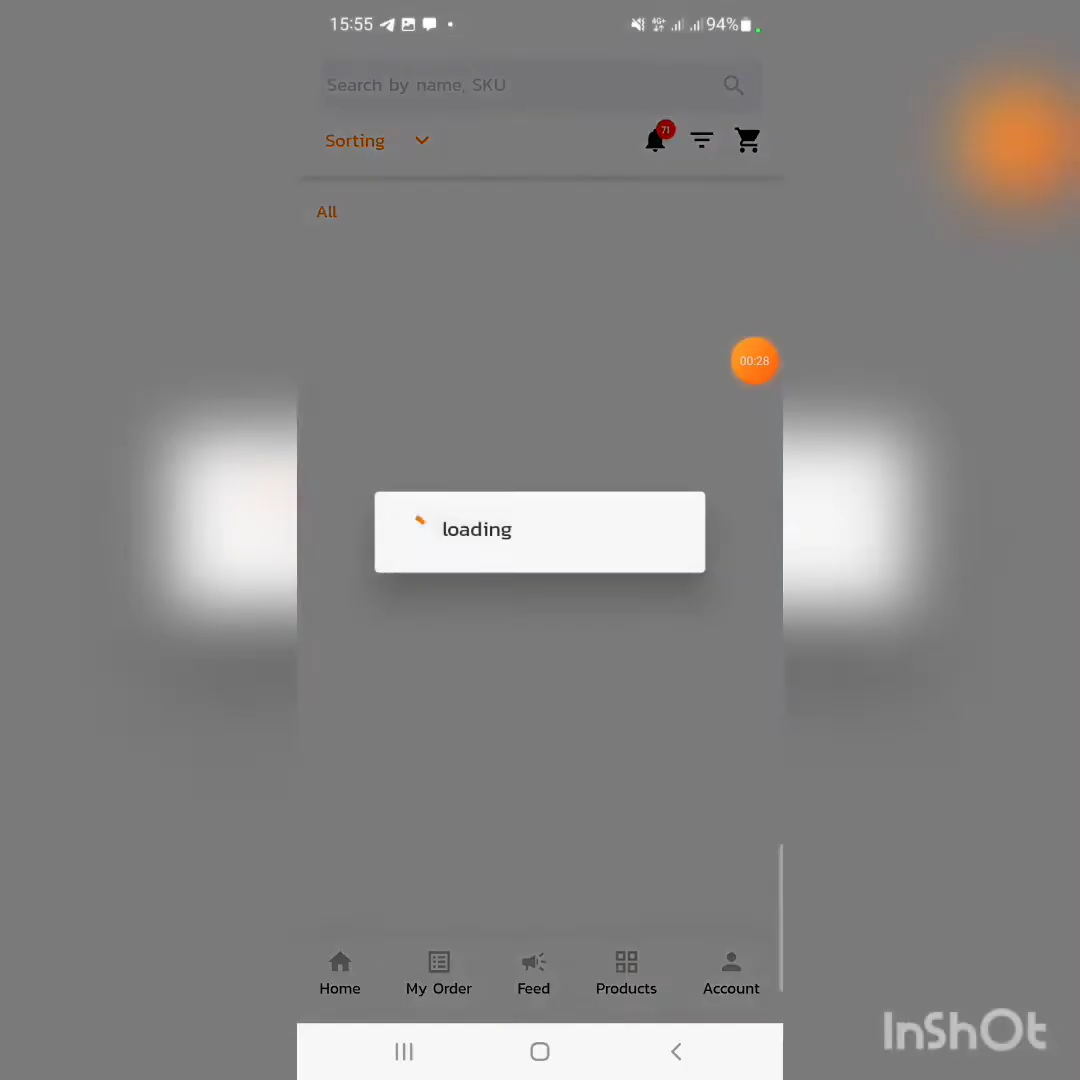 15:55
94%
Search by name, SKU
Sorting
71
All
00:28
loading
Home
My Order
Feed
Products
Account
InShOt